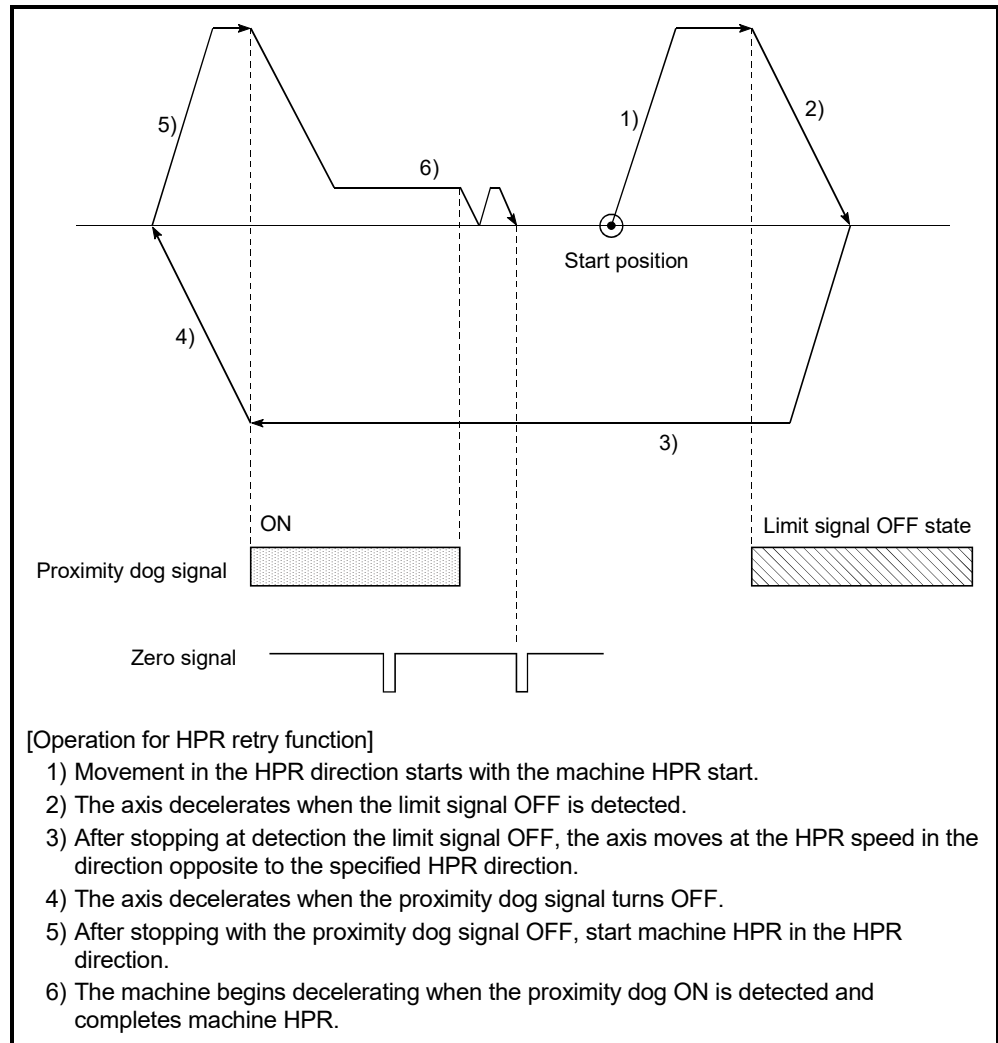 5)
1)
2)
6)
Start position
4)
3)
ON
Limit signal OFF state
Proximity dog signal
Zero signal
[Operation for HPR retry function]
1) Movement in the HPR direction starts with the machine HPR start.
2) The axis decelerates when the limit signal OFF is detected.
3) After stopping at detection the limit signal OFF, the axis moves at the HPR speed in the
direction opposite to the specified HPR direction.
4) The axis decelerates when the proximity dog signal turns OFF.
5) After stopping with the proximity dog signal OFF, start machine HPR in the HPR
direction.
6) The machine begins decelerating when the proximity dog ON is detected and
completes machine HPR.